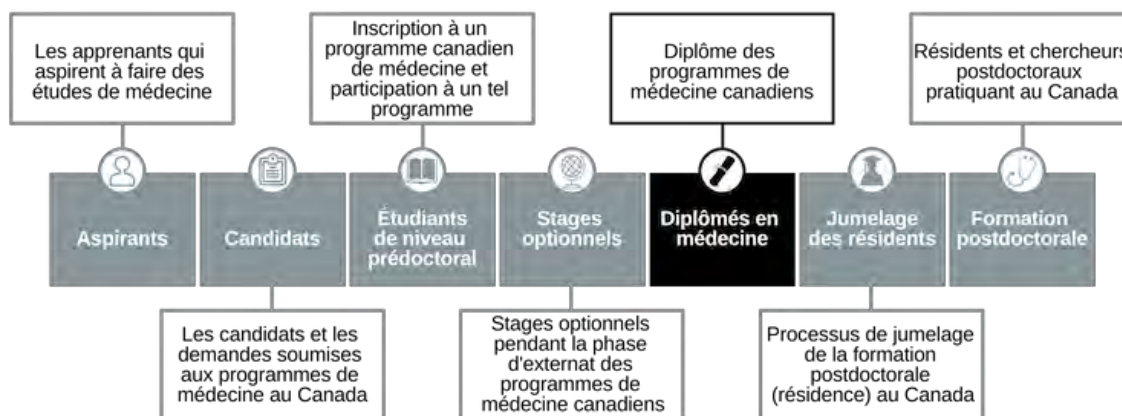 Les apprenants qui
aspirent à faire des
études de médecine
Inscription à un
programme canadien
de médecine et
participation à un tel
programme
Diplôme des
programmes de
médecine canadiens
Résidents et chercheurs
postdoctoraux
pratiquant au Canada
Aspirants
Candidats
Étudiants
de niveau
prédoctoral
Stages
optionnels
Diplômés en
médecine
Jumelage
des résidents
Formation
postdoctorale
Les candidats et les
demandes soumises
aux programmes de
médecine au Canada
Stages optionnels
pendant la phase
d'externat des
programmes de
médecine canadiens
Processus de jumelage
de la formation
postdoctorale
(résidence) au Canada